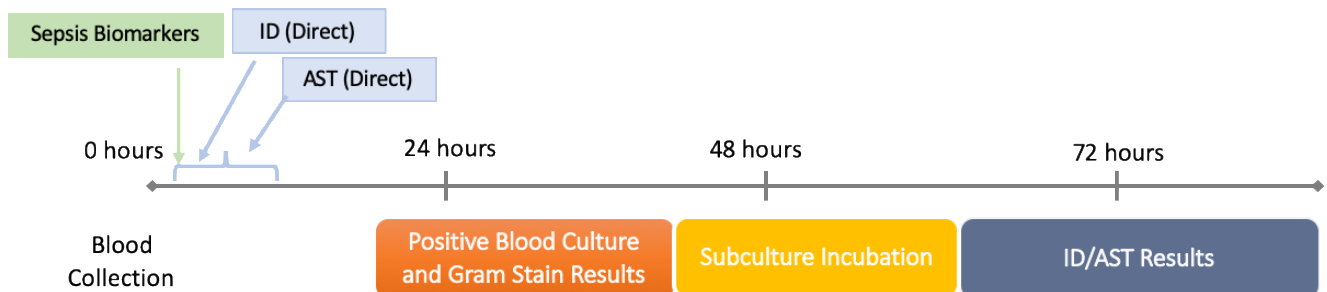 Sepsis Biomarkers
ID (Direct)
AST (Direct)
0 hours
24 hours
48 hours
72 hours
Blood
Collection
Positive Blood Culture
and Gram Stain Results
Subculture Incubation
ID/AST Results